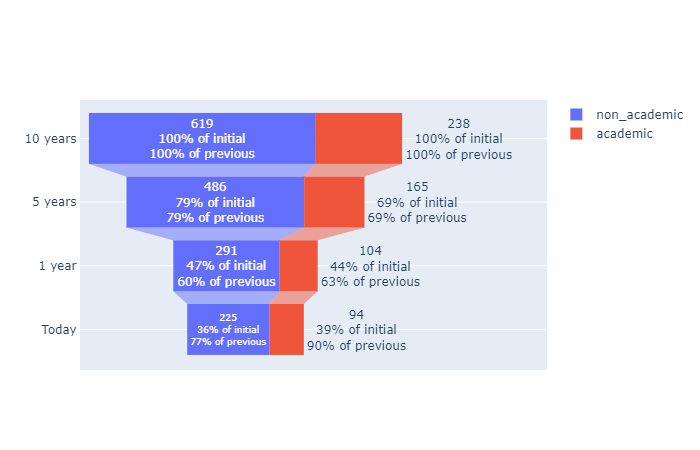 non_academic
academic
10 years
619
100% of initial
100% of previous
238
100% of initial
100% of previous
5 years
486
79% of initial
79% of previous
165
69% of initial
69% of previous
1 year
291
47% of initial
60% of previous
104
44% of initial
63% of previous
Today
225
36% of initial
77% of previous
94
39% of initial
90% of previous